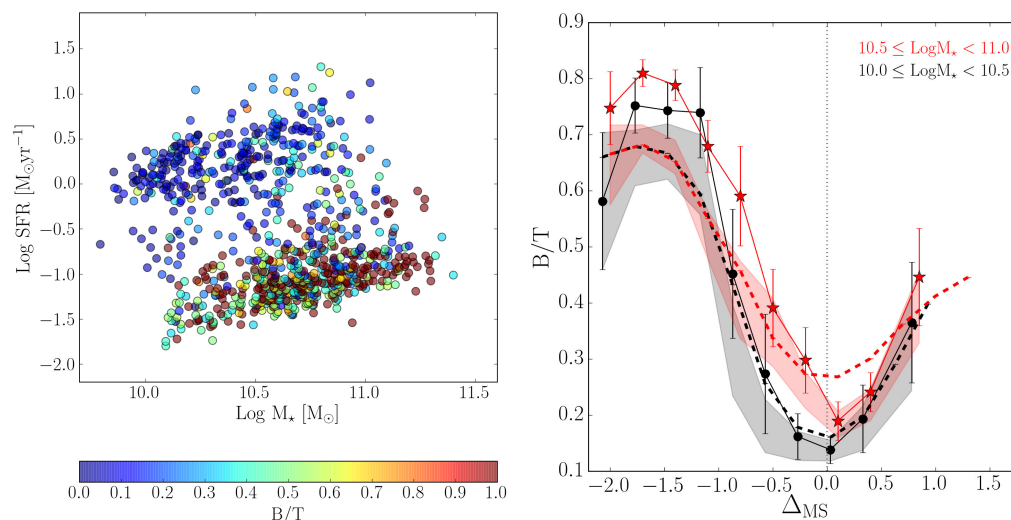 1.5
1.0
0.5
0.0
−0.5
−1.0
−1.5
−2.0
Log SFR [M⊙yr⁻¹]
10.0 10.5 11.0 11.5
Log M⋆ [M⊙]
0.0 0.1 0.2 0.3 0.4 0.5 0.6 0.7 0.8 0.9 1.0
B/T
0.9
0.8
0.7
0.6
0.5
0.4
0.3
0.2
0.1
B/T
10.5 ≤ LogM⋆ < 11.0
10.0 ≤ LogM⋆ < 10.5
−2.0 −1.5 −1.0 −0.5 0.0 0.5 1.0 1.5
Δ_MS